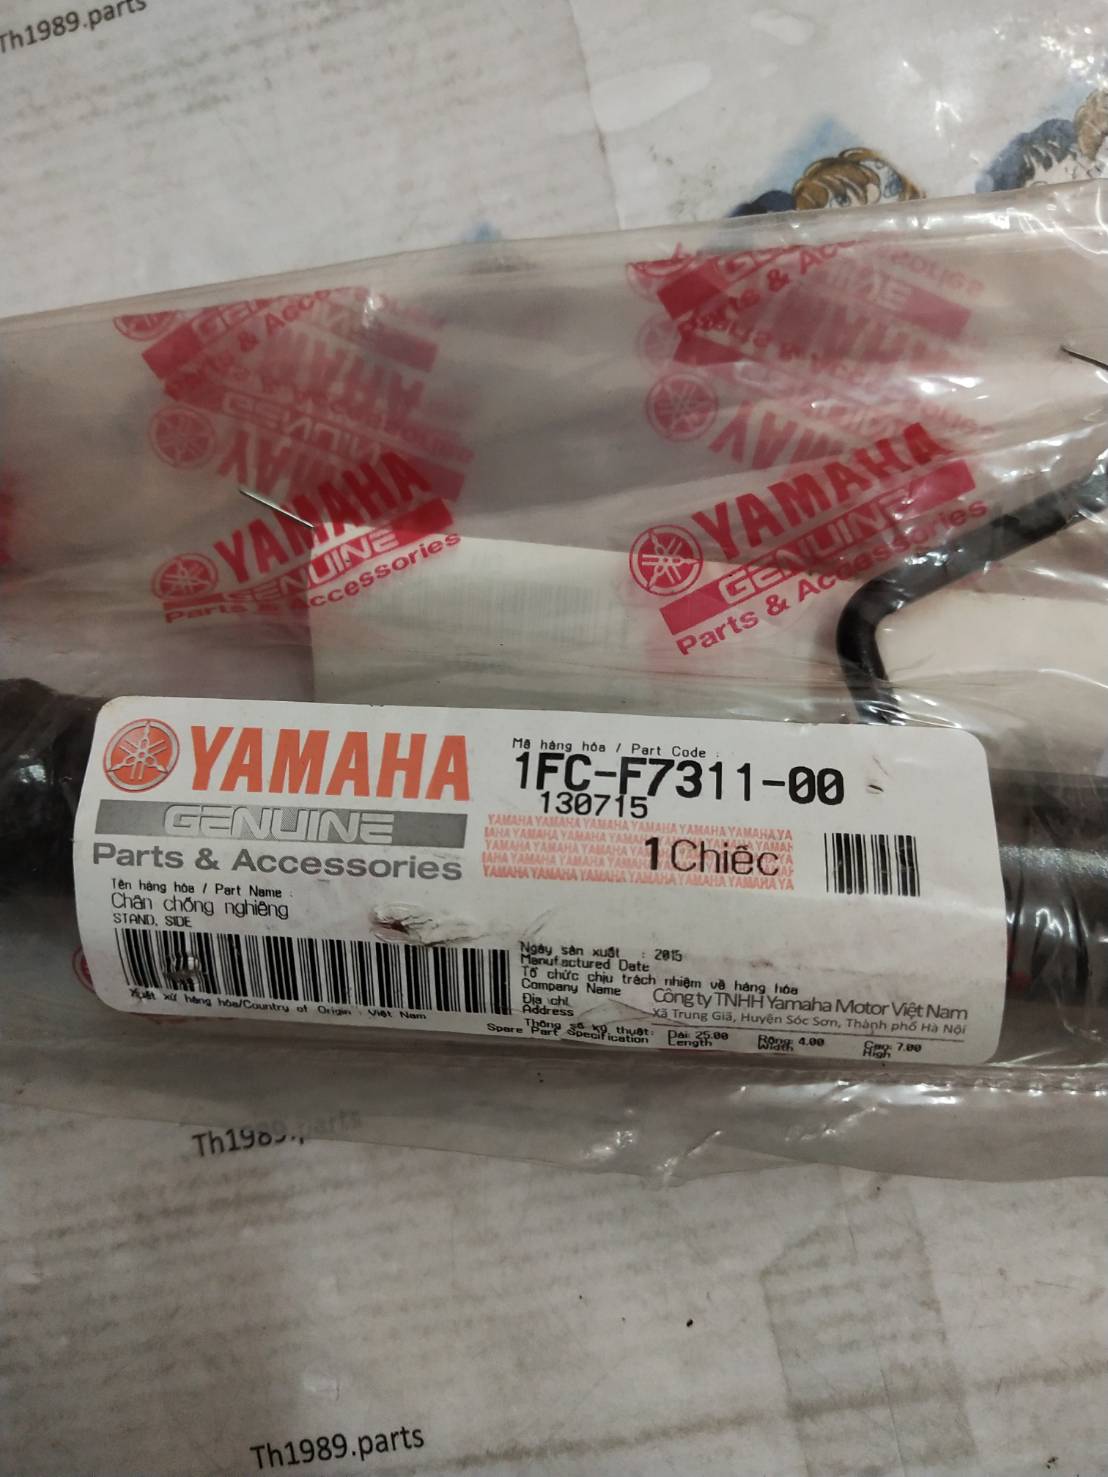 Th1989.parts
YAMAHA
GENUINE
Parts & Accessories
YAMAHA
GENUINE
Parts & Accessories
YAMAHA
GENUINE
Parts & Accessories
Mã hàng hóa / Part Code :
1FC-F7311-00
130715
1 Chiếc
Tên hàng hóa / Part Name :
Chân chống nghiêng
STAND, SIDE
Xuất xứ hàng hóa/Country of Origin : Việt Nam
Ngày sản xuất : 2015
Manufactured Date
Tổ chức chịu trách nhiệm về hàng hóa
Company Name
Công ty TNHH Yamaha Motor Việt Nam
Địa chỉ
Address
Xã Trung Giã, Huyện Sóc Sơn, Thành phố Hà Nội
Thông số kỹ thuật:
Spare Part Specification
Dài: 25.00
Length
Rộng: 4.00
Width
Cao: 7.00
High
Th1989.parts
Th1989.parts